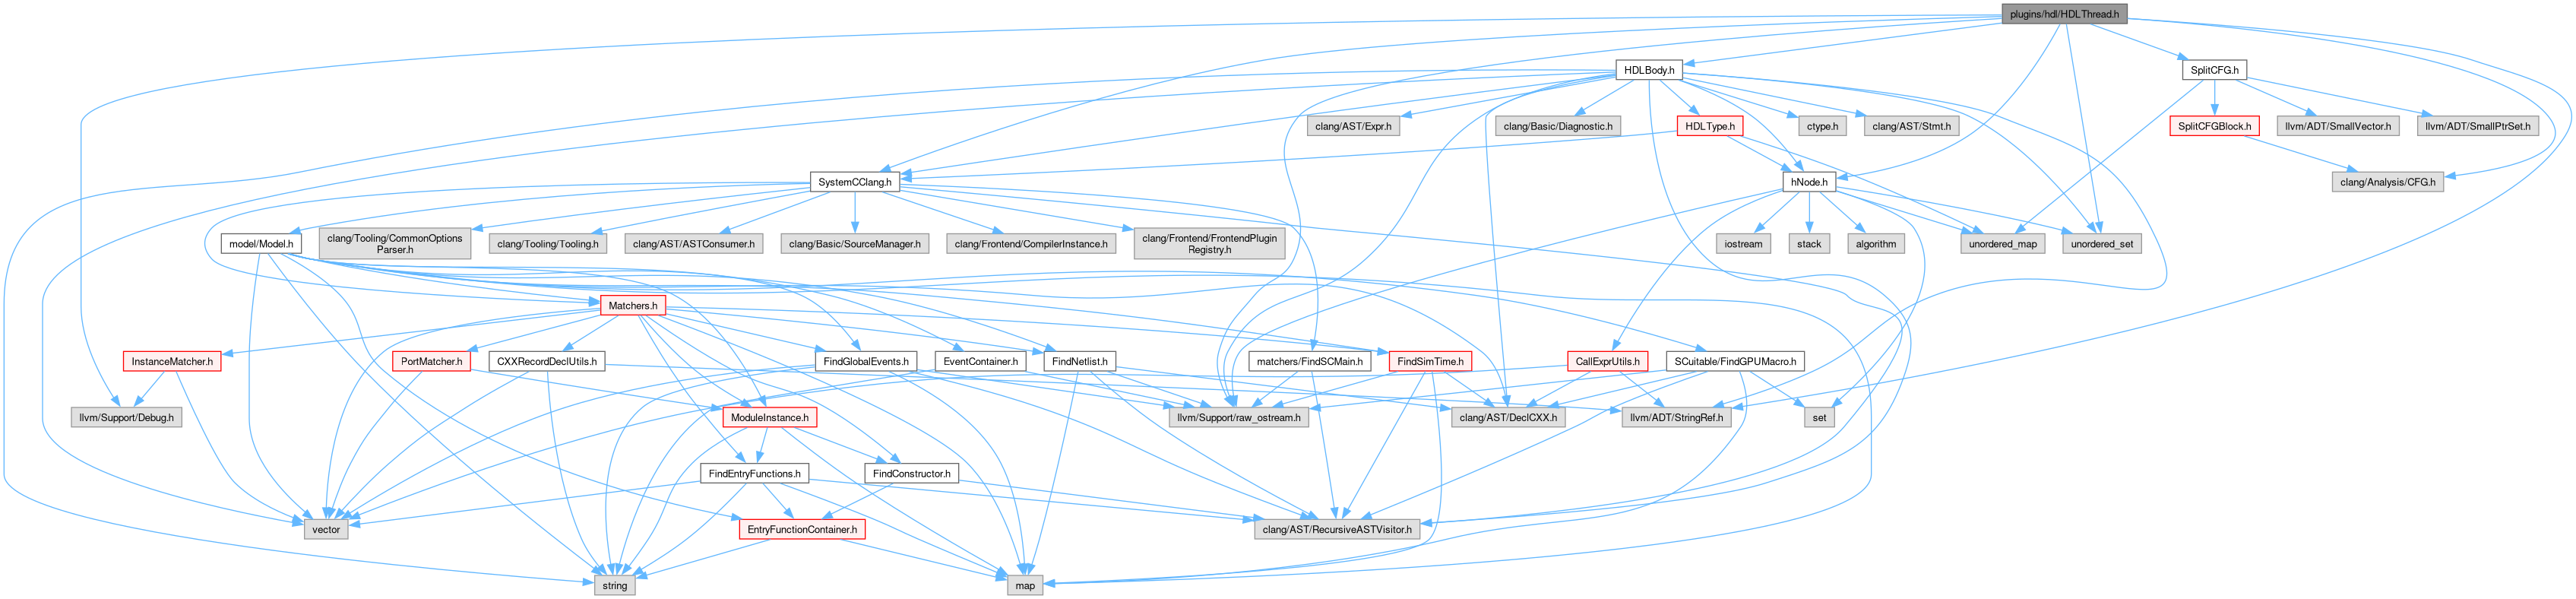 plugins/hdl/HDLThread.h
HDLBody.h
SplitCFG.h
clang/AST/Expr.h
clang/Basic/Diagnostic.h
HDLType.h
ctype.h
clang/AST/Stmt.h
SplitCFGBlock.h
llvm/ADT/SmallVector.h
llvm/ADT/SmallPtrSet.h
SystemCClang.h
hNode.h
clang/Analysis/CFG.h
model/Model.h
clang/Tooling/CommonOptions
Parser.h
clang/Tooling/Tooling.h
clang/AST/ASTConsumer.h
clang/Basic/SourceManager.h
clang/Frontend/CompilerInstance.h
clang/Frontend/FrontendPlugin
Registry.h
iostream
stack
algorithm
unordered_map
unordered_set
Matchers.h
InstanceMatcher.h
PortMatcher.h
CXXRecordDeclUtils.h
FindGlobalEvents.h
EventContainer.h
FindNetlist.h
matchers/FindSCMain.h
FindSimTime.h
CallExprUtils.h
SCuitable/FindGPUMacro.h
llvm/Support/Debug.h
ModuleInstance.h
llvm/Support/raw_ostream.h
clang/AST/DeclCXX.h
llvm/ADT/StringRef.h
set
FindEntryFunctions.h
FindConstructor.h
vector
EntryFunctionContainer.h
clang/AST/RecursiveASTVisitor.h
string
map